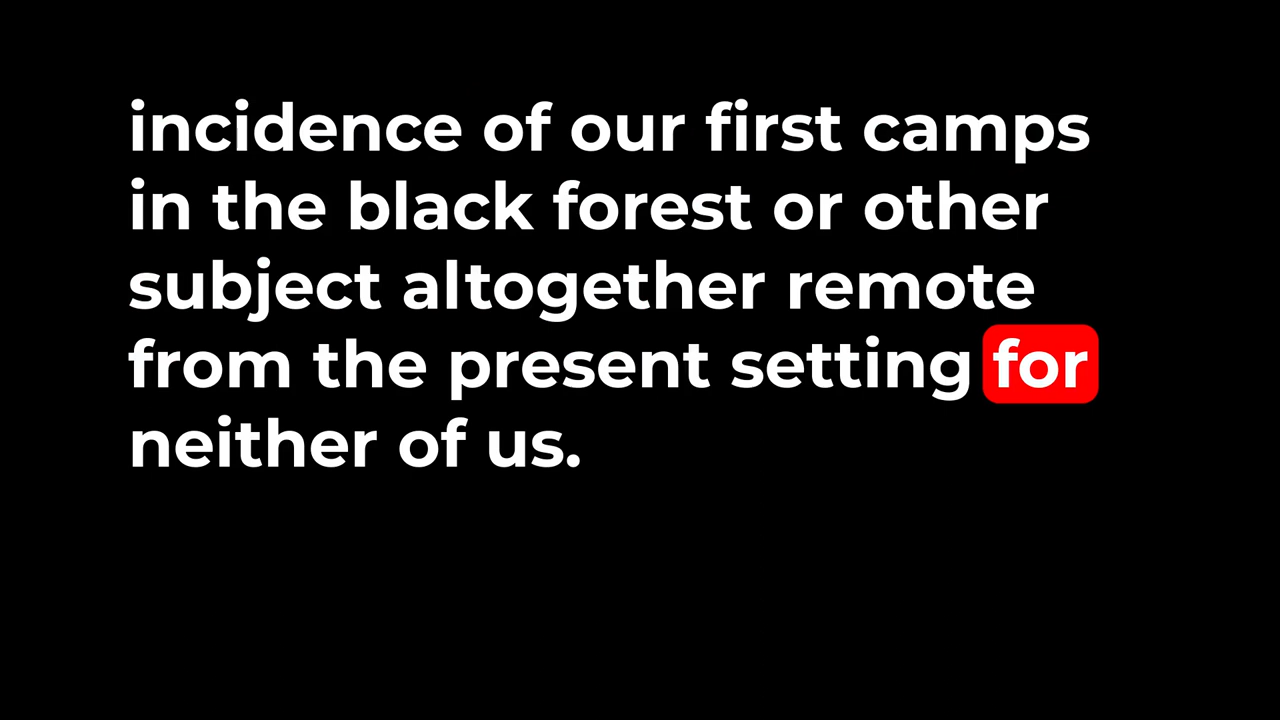 incidence of our first camps
in the black forest or other
subject altogether remote
from the present setting for
neither of us.